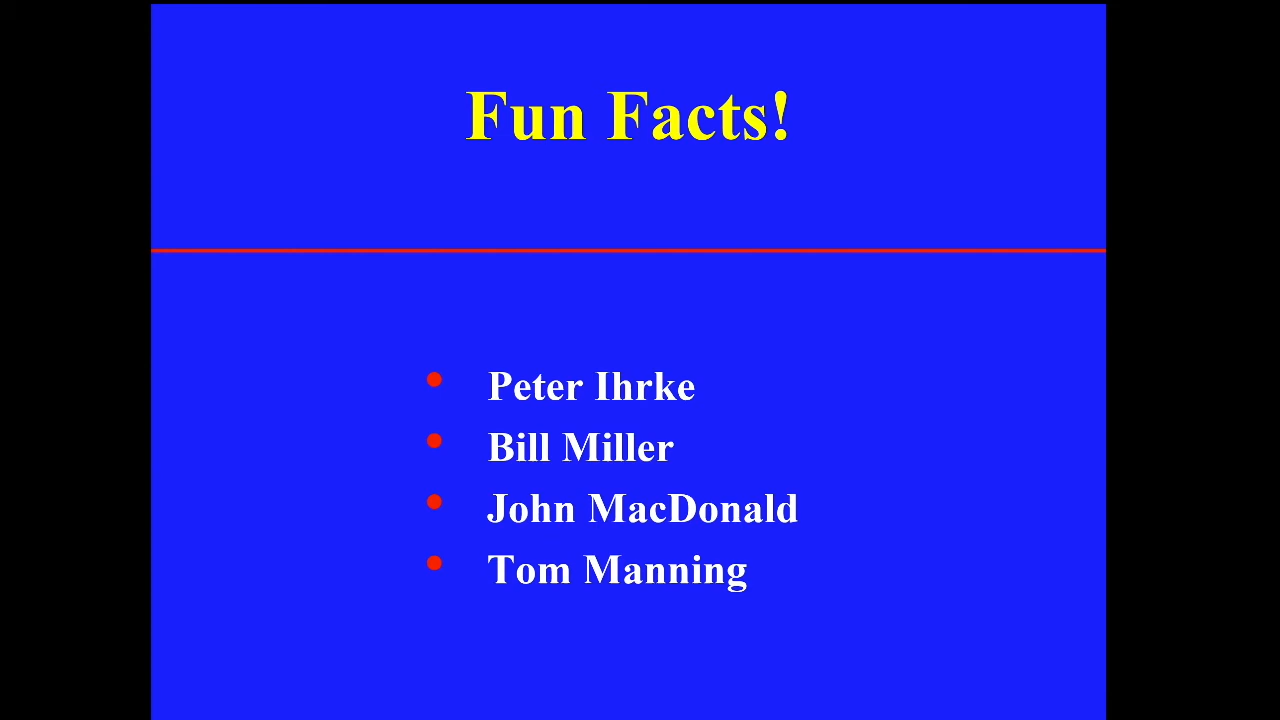 Fun Facts!
• Peter Ihrke
• Bill Miller
• John MacDonald
• Tom Manning